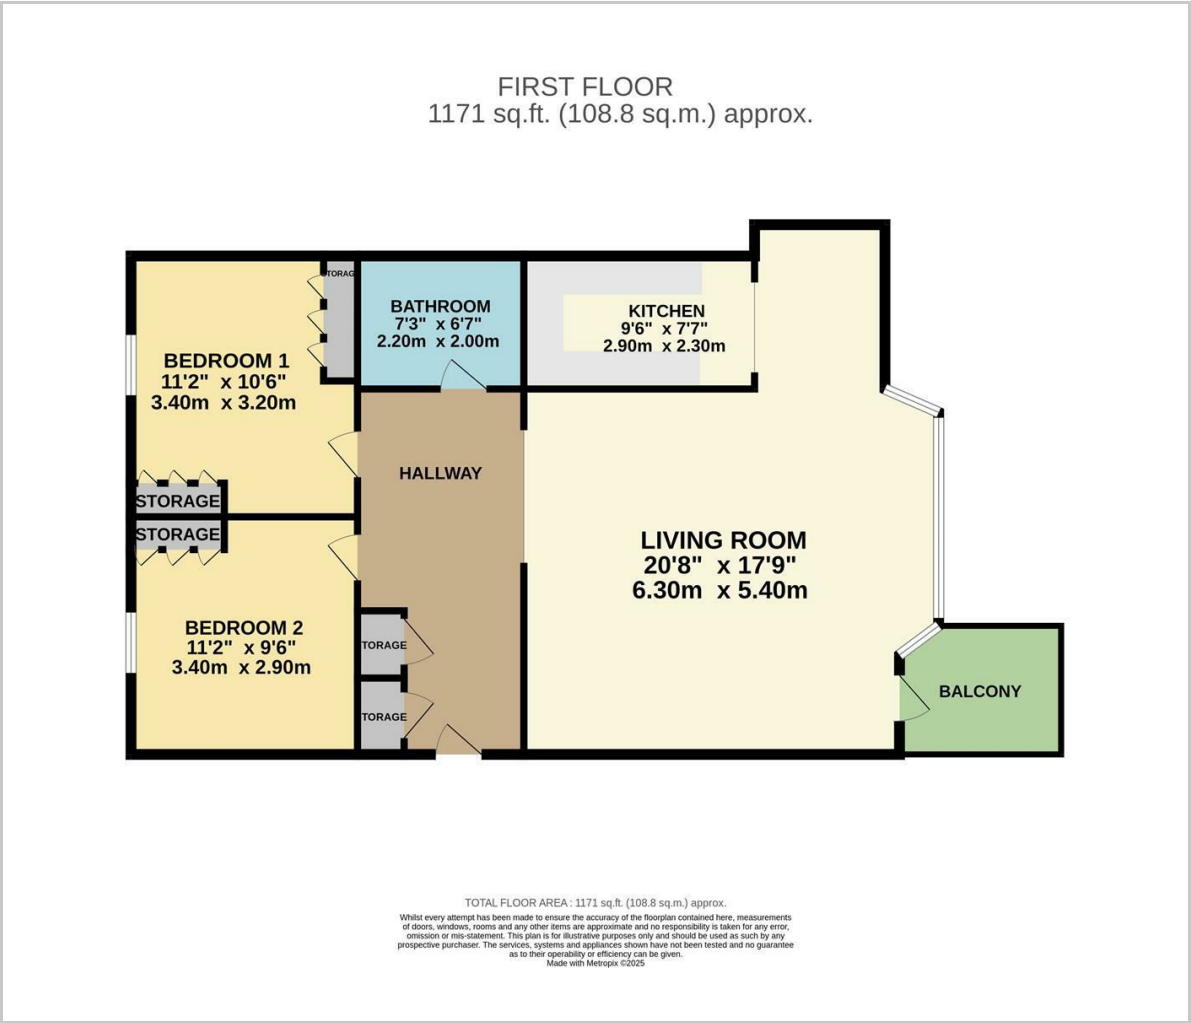 FIRST FLOOR
1171 sq.ft. (108.8 sq.m.) approx.
STORAG
BATHROOM
7'3" x 6'7"
2.20m x 2.00m
KITCHEN
9'6" x 7'7"
2.90m x 2.30m
BEDROOM 1
11'2" x 10'6"
3.40m x 3.20m
HALLWAY
STORAGE
STORAGE
LIVING ROOM
20'8" x 17'9"
6.30m x 5.40m
BEDROOM 2
11'2" x 9'6"
3.40m x 2.90m
TORAGE
BALCONY
TORAGE
TOTAL FLOOR AREA : 1171 sq.ft. (108.8 sq.m.) approx.
Whilst every attempt has been made to ensure the accuracy of the floorplan contained here, measurements
of doors, windows, rooms and any other items are approximate and no responsibility is taken for any error,
omission or mis-statement. This plan is for illustrative purposes only and should be used as such by any
prospective purchaser. The services, systems and appliances shown have not been tested and no guarantee
as to their operability or efficiency can be given.
Made with Metropix ©2025